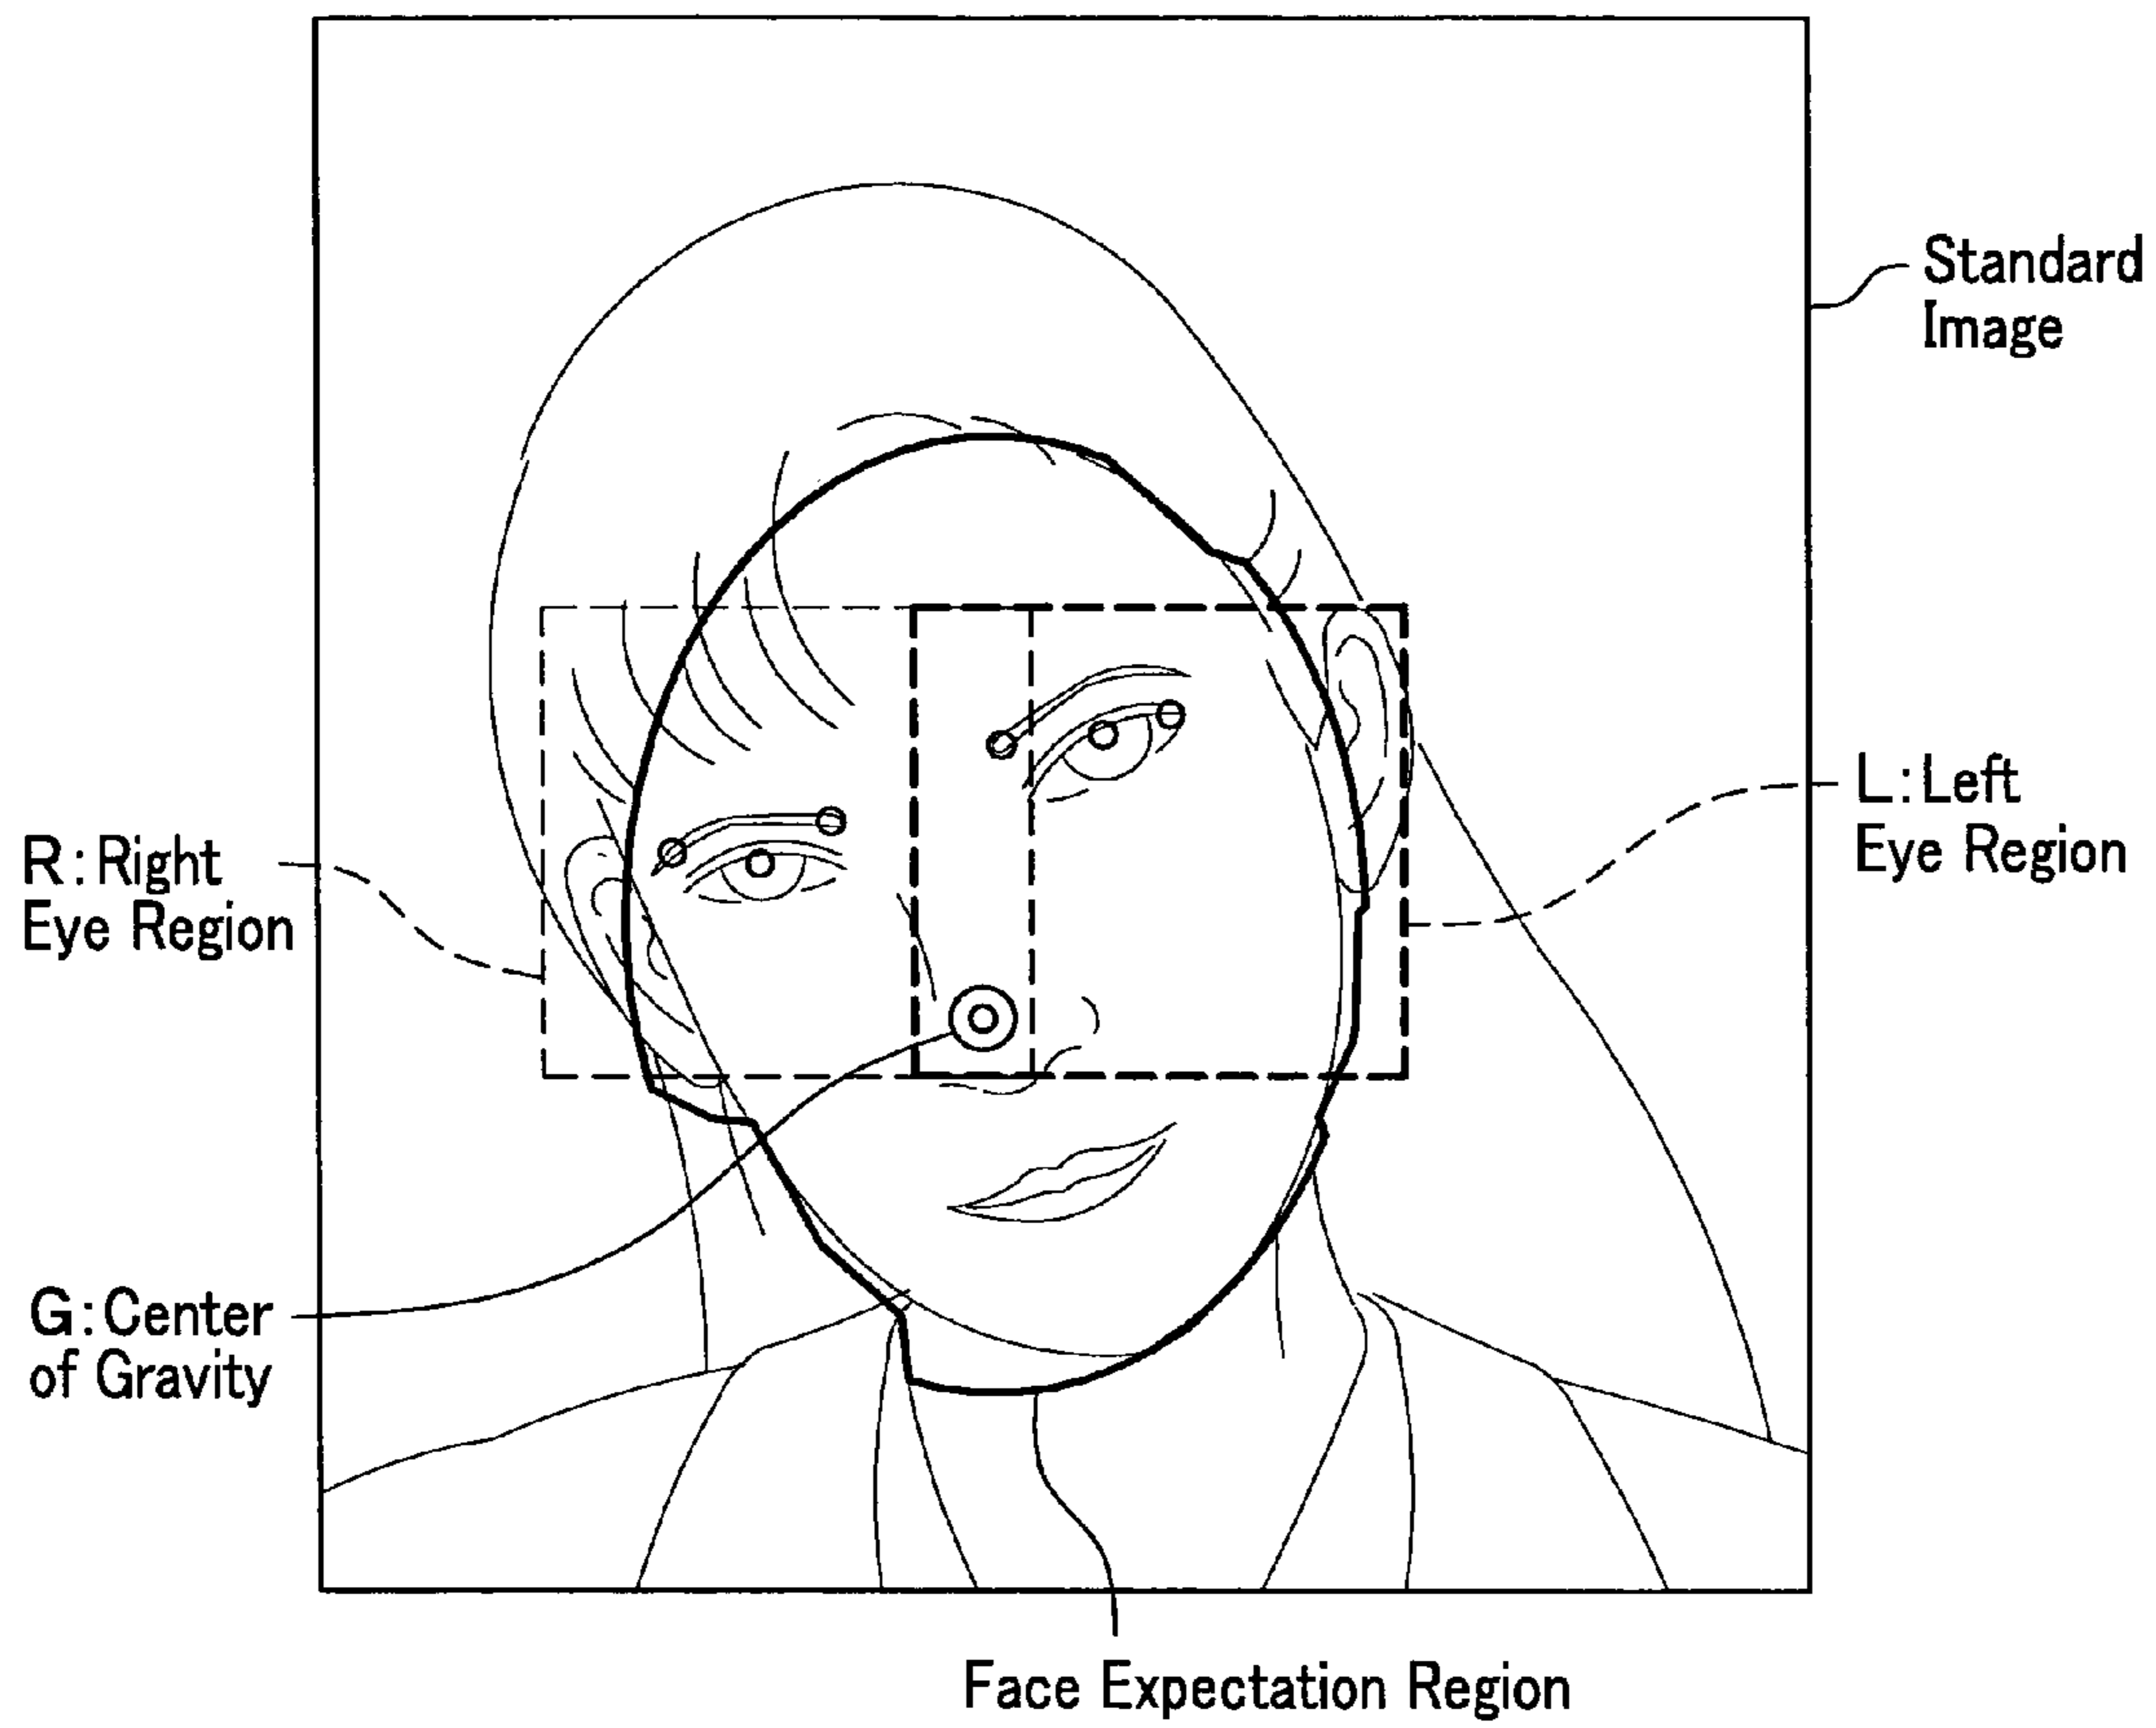 Standard
Image
L:Left
Eye Region
R:Right
Eye Region
G:Center
of Gravity
Face Expectation Region